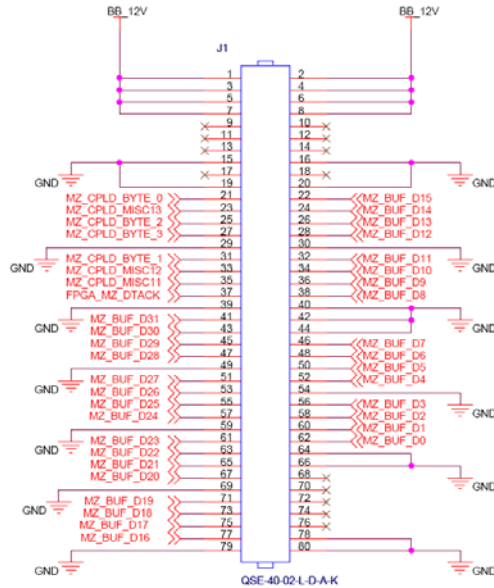 BB_12V BB_12V
J1
1 2
3 4
5 6
7 8
9 10
11 12
13 14
15 16
GND 17 18 GND
19 20
MZ_CPLD_BYTE_0 21 22 MZ_BUF_D15
MZ_CPLD_MISC13 23 24 MZ_BUF_D14
MZ_CPLD_BYTE_2 25 26 MZ_BUF_D13
MZ_CPLD_BYTE_3 27 28 MZ_BUF_D12
GND 29 30 GND
MZ_CPLD_BYTE_1 31 32 MZ_BUF_D11
MZ_CPLD_MISC12 33 34 MZ_BUF_D10
MZ_CPLD_MISC11 35 36 MZ_BUF_D9
FPGA_MZ_DTACK 37 38 MZ_BUF_D8
GND 39 40 GND
MZ_BUF_D31 41 42
MZ_BUF_D30 43 44
MZ_BUF_D29 45 46 MZ_BUF_D7
MZ_BUF_D28 47 48 MZ_BUF_D6
GND 49 50 MZ_BUF_D5
MZ_BUF_D27 51 52 MZ_BUF_D4
MZ_BUF_D26 53 54 GND
MZ_BUF_D25 55 56 MZ_BUF_D3
MZ_BUF_D24 57 58 MZ_BUF_D2
GND 59 60 MZ_BUF_D1
MZ_BUF_D23 61 62 MZ_BUF_D0
MZ_BUF_D22 63 64
MZ_BUF_D21 65 66 GND
MZ_BUF_D20 67 68
GND 69 70
MZ_BUF_D19 71 72
MZ_BUF_D18 73 74
MZ_BUF_D17 75 76
MZ_BUF_D16 77 78
GND 79 80 GND
QSE-40-02-L-D-A-K